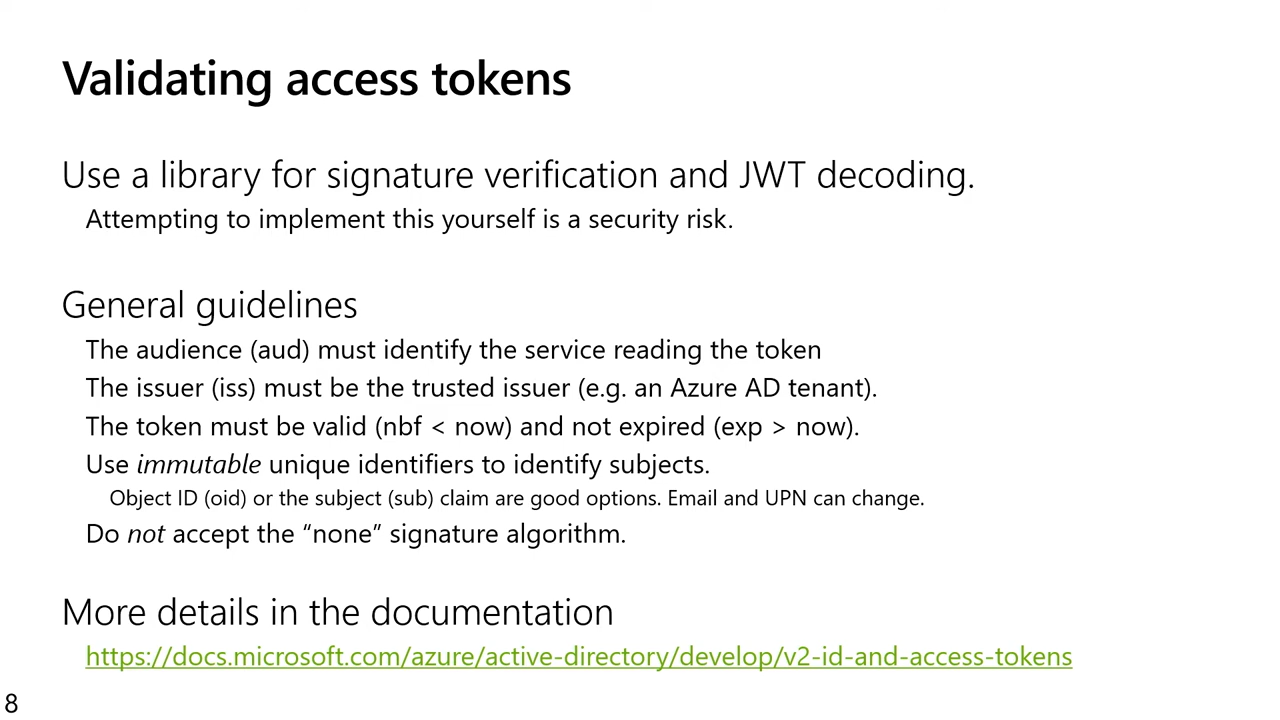 Validating access tokens
Use a library for signature verification and JWT decoding.
Attempting to implement this yourself is a security risk.
General guidelines
The audience (aud) must identify the service reading the token
The issuer (iss) must be the trusted issuer (e.g. an Azure AD tenant).
The token must be valid (nbf < now) and not expired (exp > now).
Use immutable unique identifiers to identify subjects.
Object ID (oid) or the subject (sub) claim are good options. Email and UPN can change.
Do not accept the “none” signature algorithm.
More details in the documentation
https://docs.microsoft.com/azure/active-directory/develop/v2-id-and-access-tokens
8